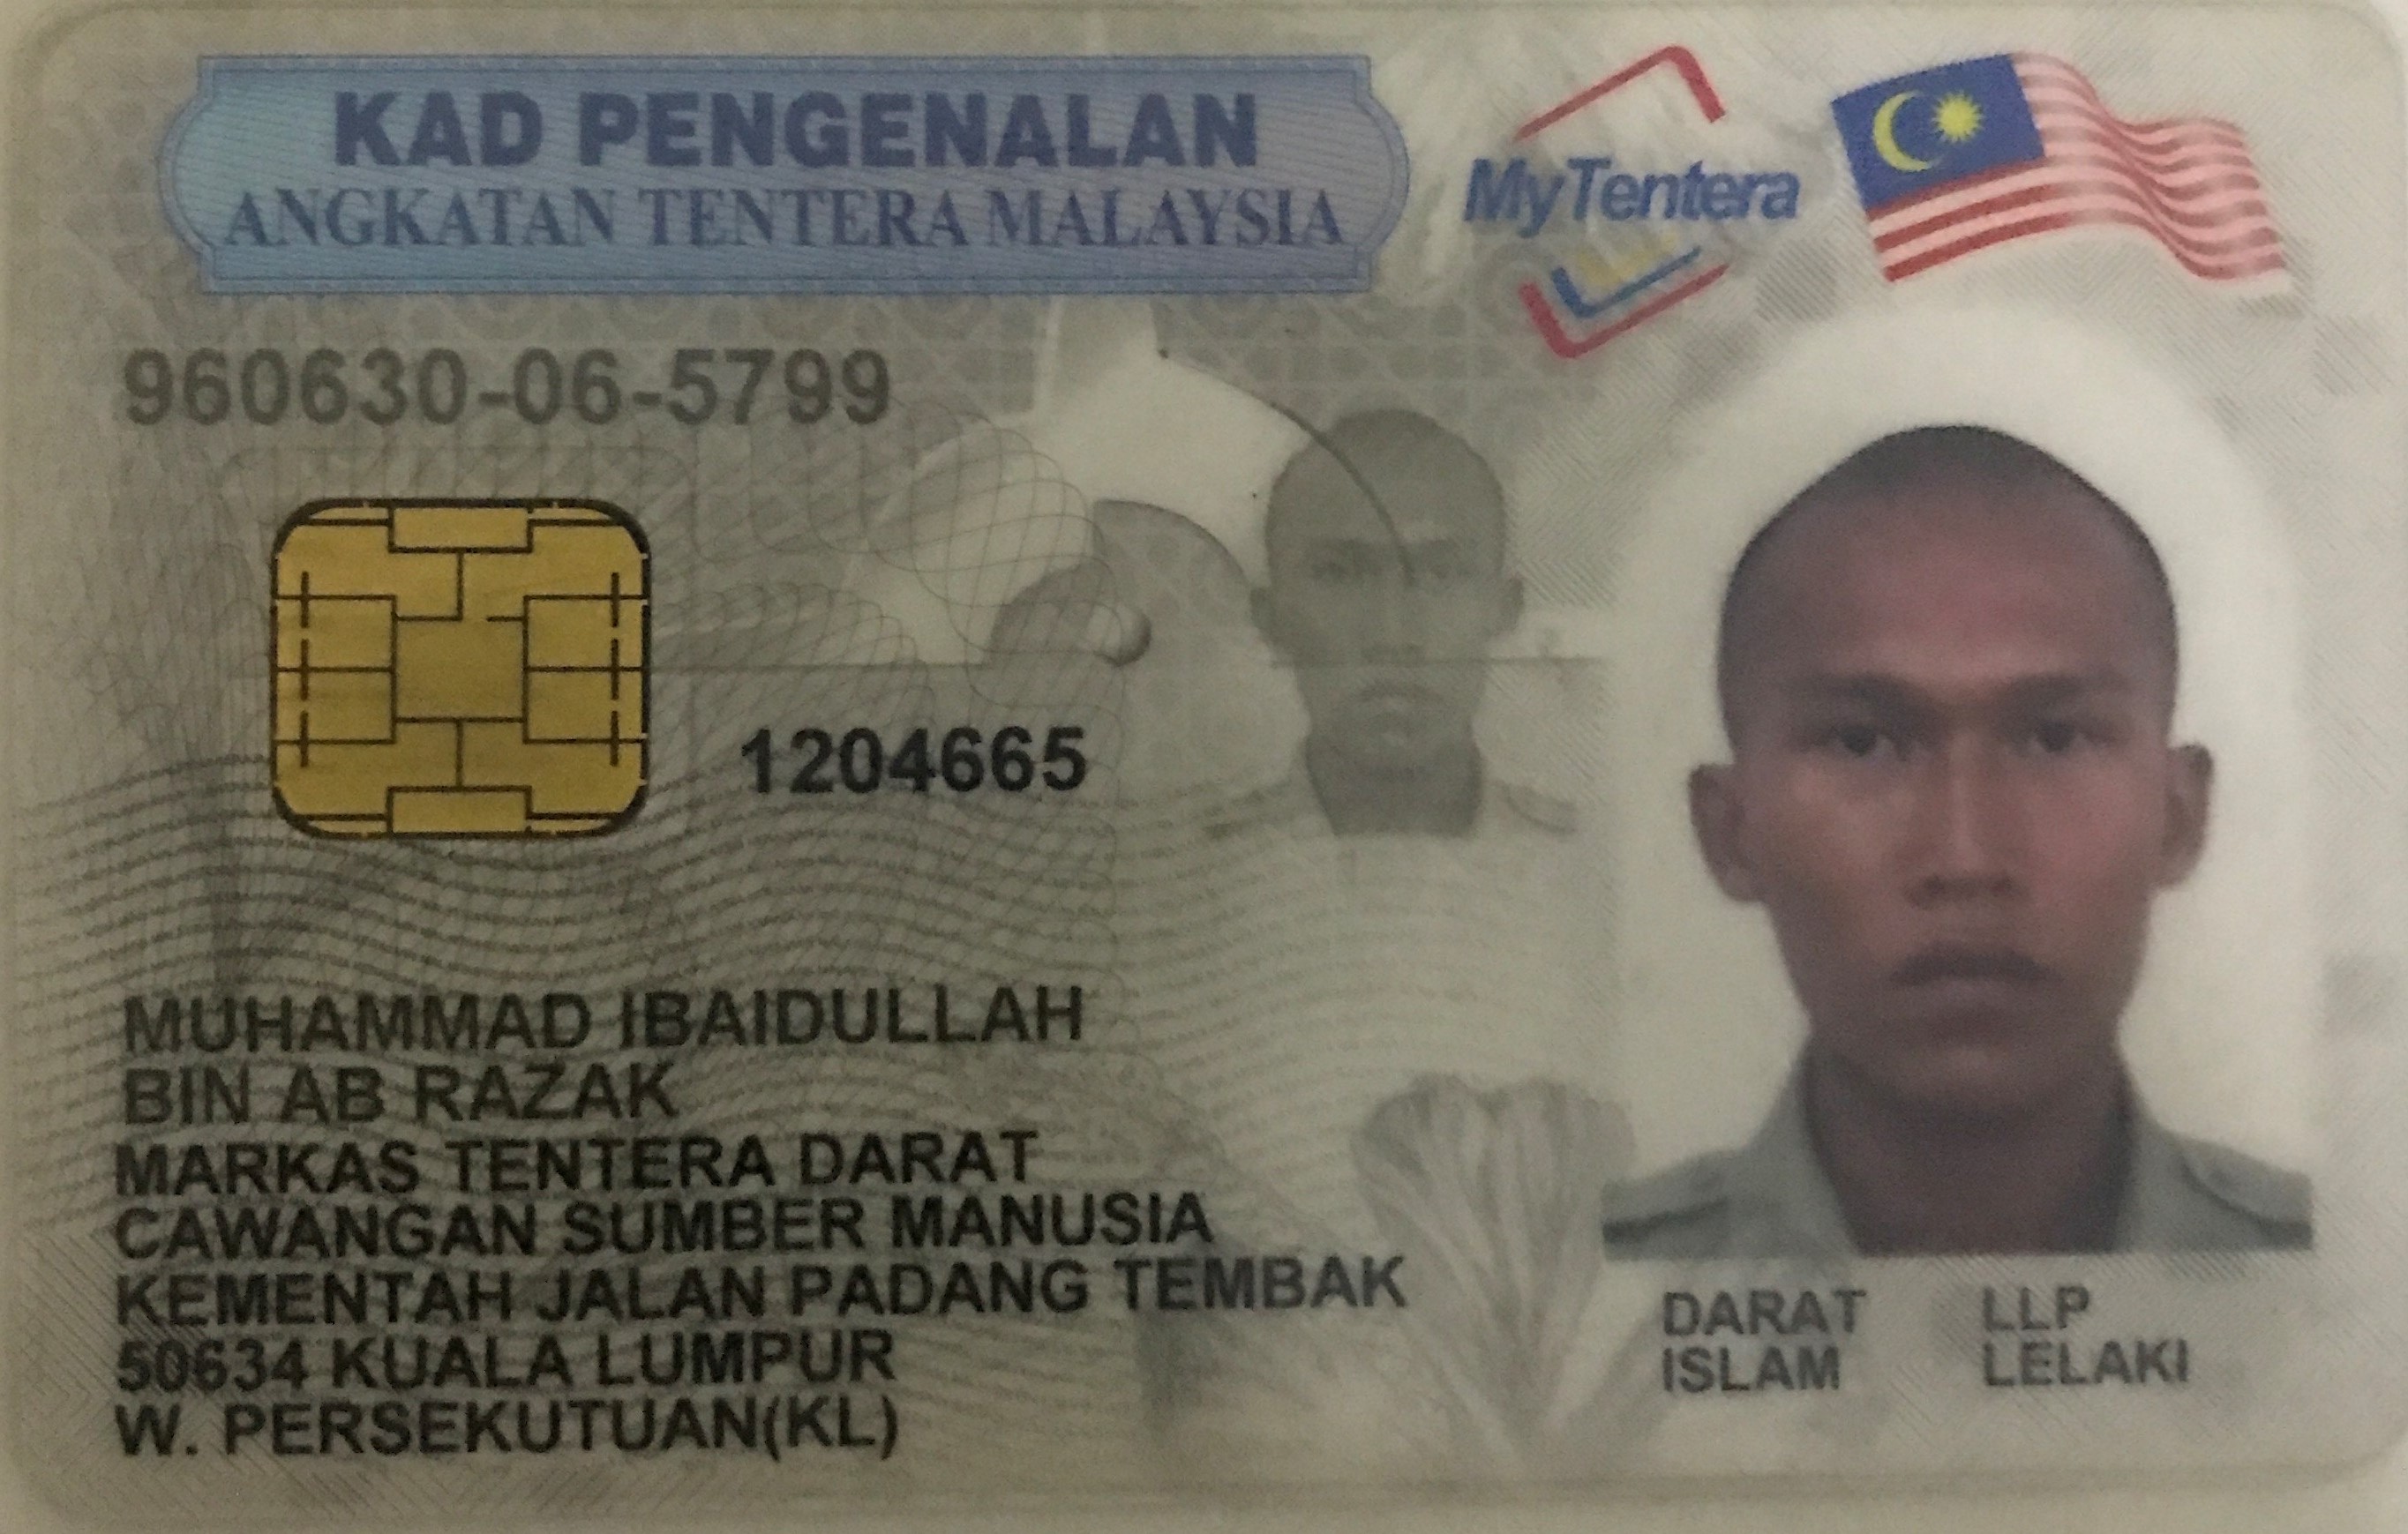 KAD PENGENALAN
ANGKATAN TENTERA MALAYSIA
MyTentera
960630-06-5799
1204665
MUHAMMAD IBAIDULLAH
BIN AB RAZAK
MARKAS TENTERA DARAT
CAWANGAN SUMBER MANUSIA
KEMENTAH JALAN PADANG TEMBAK
50634 KUALA LUMPUR
W. PERSEKUTUAN(KL)
DARAT LLP
ISLAM LELAKI